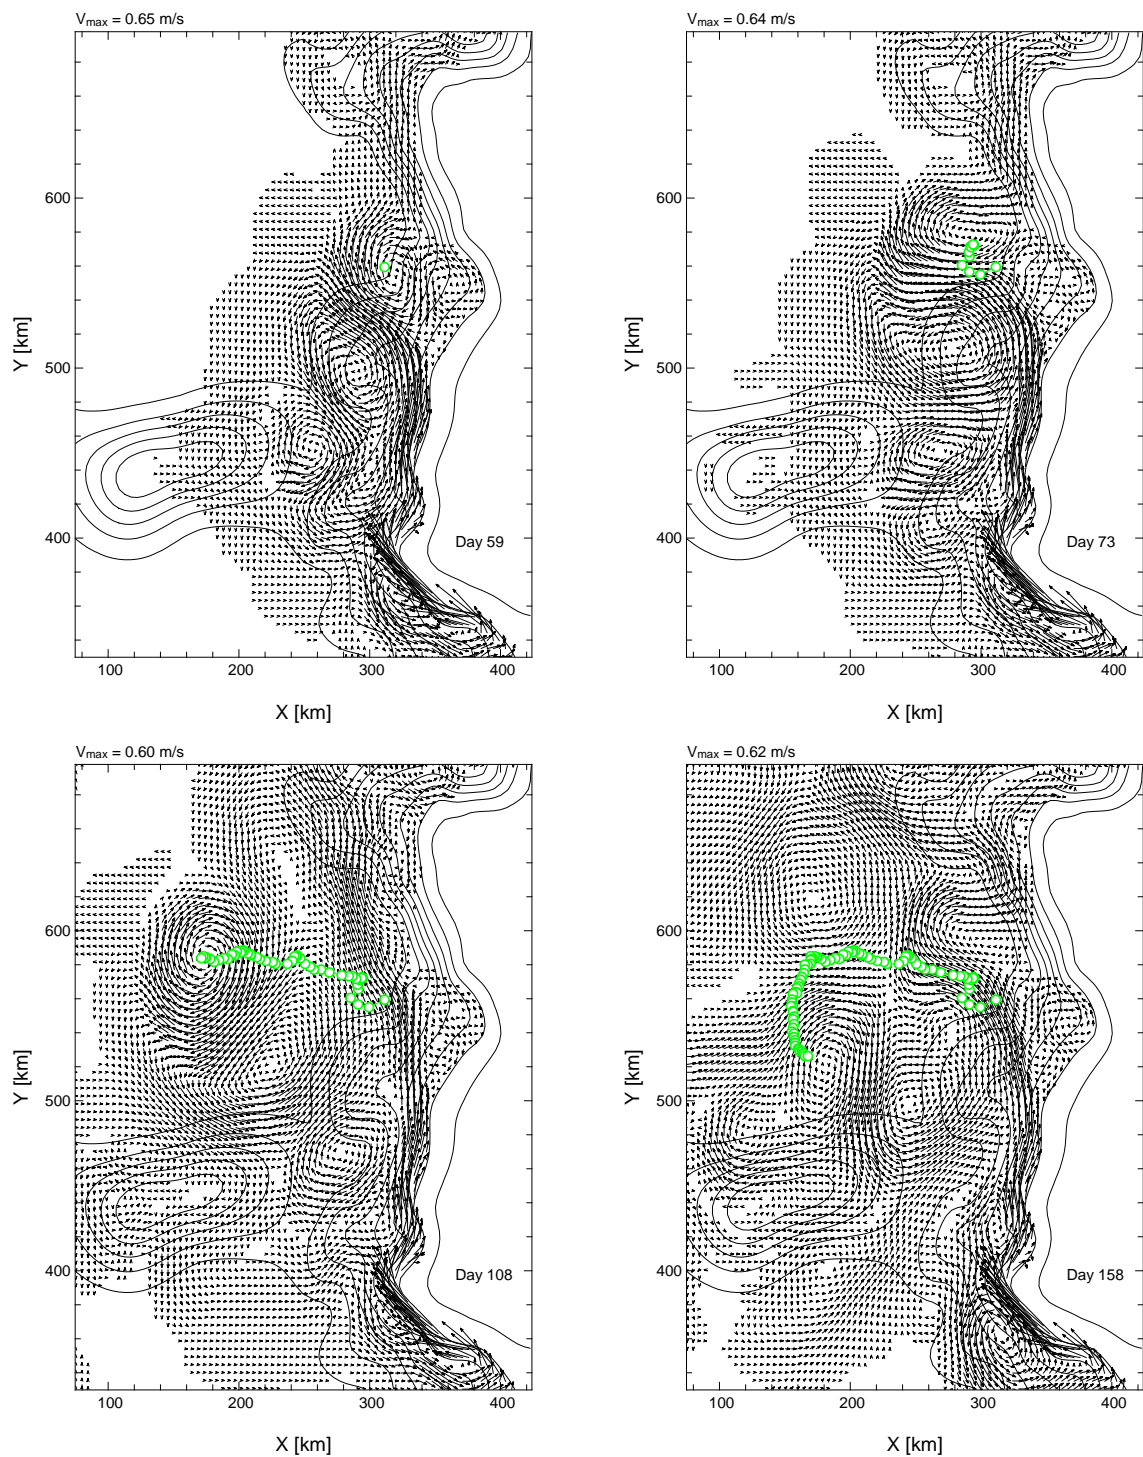 Vmax = 0.65 m/s
600
500
400
Y [km]
Day 59
100 200 300 400
X [km]
Vmax = 0.64 m/s
600
500
400
Y [km]
Day 73
100 200 300 400
X [km]
Vmax = 0.60 m/s
600
500
400
Y [km]
Day 108
100 200 300 400
X [km]
Vmax = 0.62 m/s
600
500
400
Y [km]
Day 158
100 200 300 400
X [km]